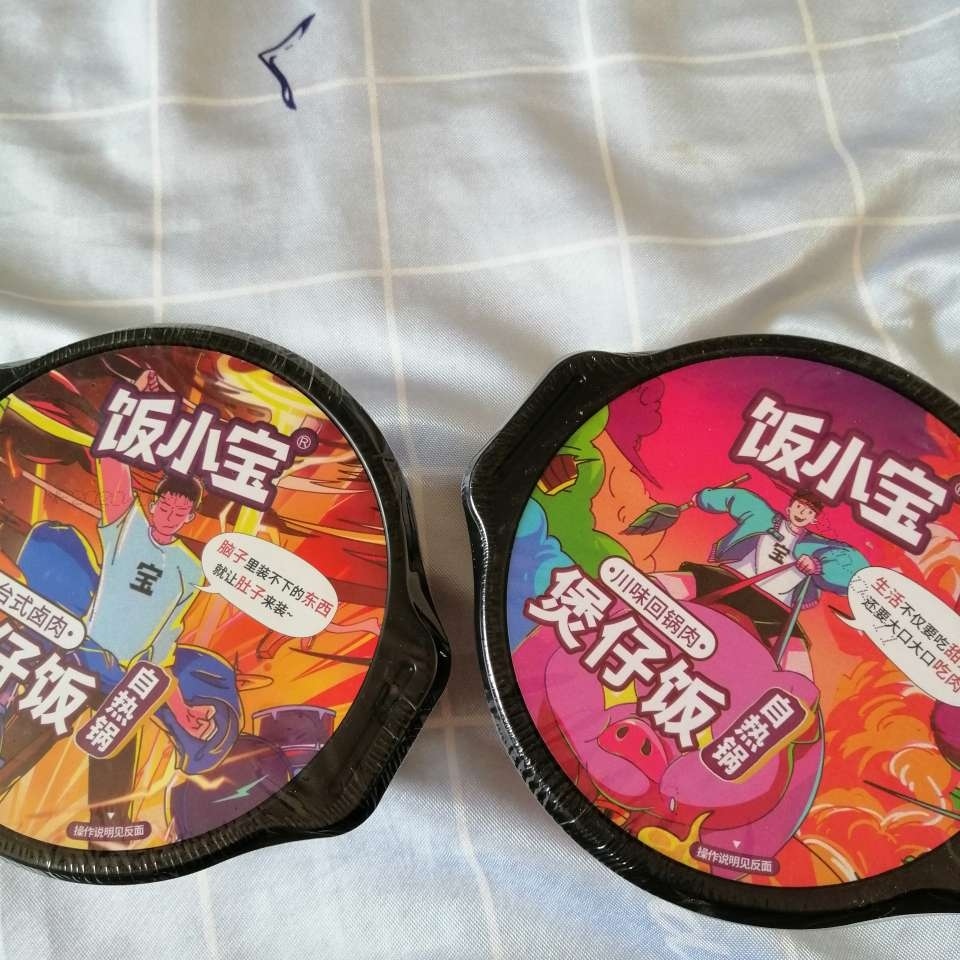 饭小宝®
宝
脑子里装不下的东西
就让肚子来装~
台式卤肉
仔饭
自热锅
操作说明见反面
饭小宝
宝
生活不仅要吃甜
还要大口大口吃肉
川味回锅肉
煲仔饭
自热锅
操作说明见反面